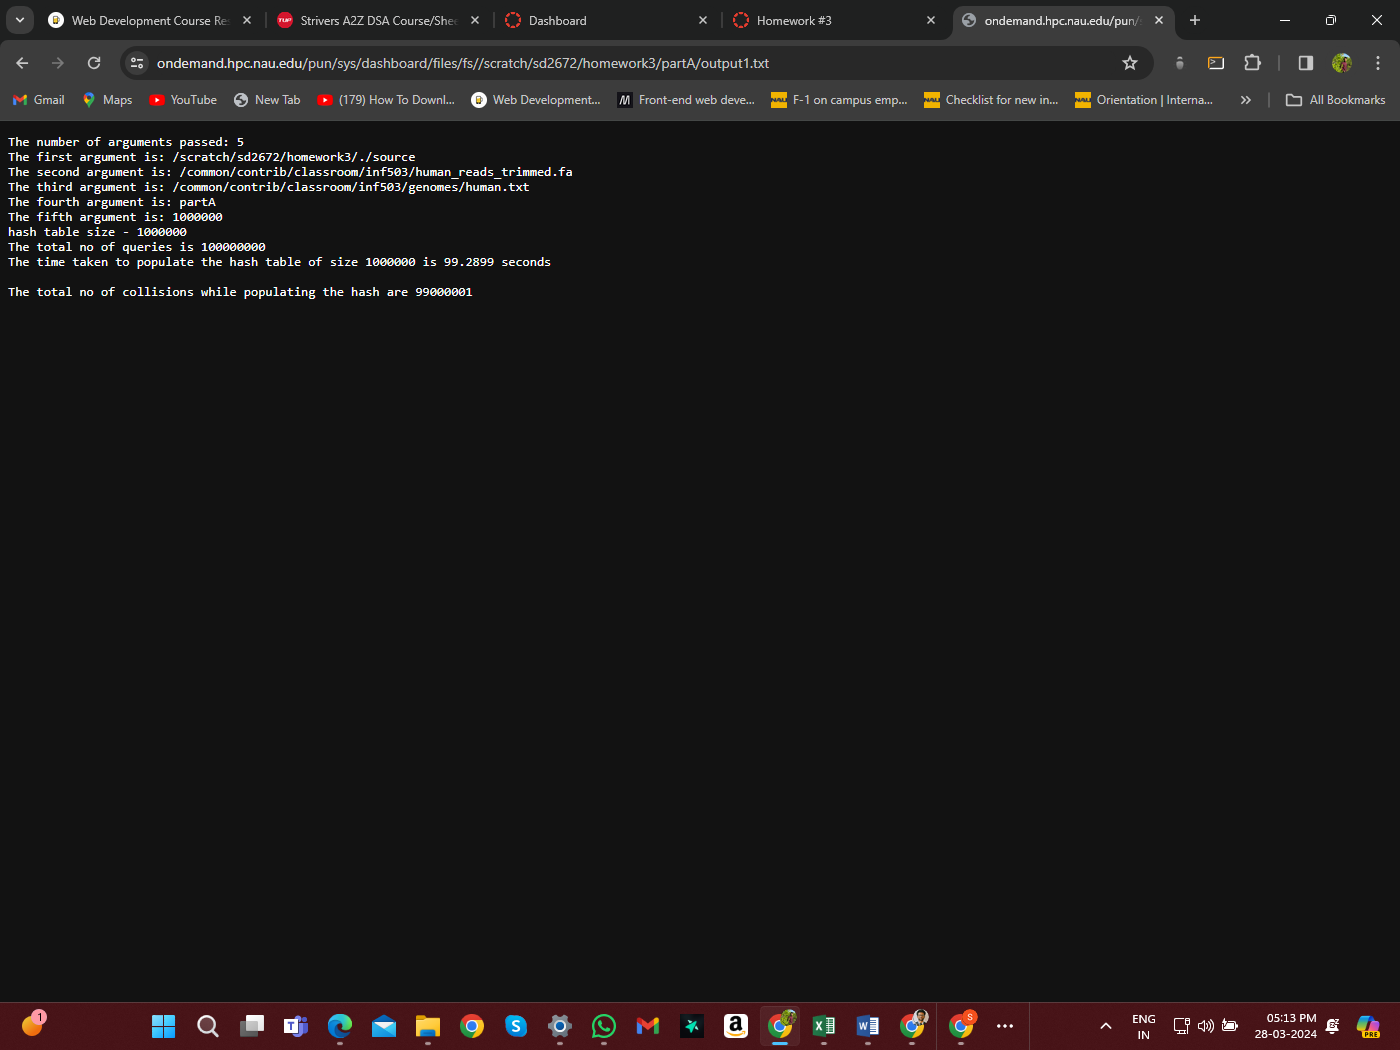 Web Development Course Re
Strivers A2Z DSA Course/Shee
Dashboard
Homework #3
ondemand.hpc.nau.edu/pun/
ondemand.hpc.nau.edu/pun/sys/dashboard/files/fs//scratch/sd2672/homework3/partA/output1.txt
Gmail
Maps
YouTube
New Tab
(179) How To Downl...
Web Development...
Front-end web deve...
F-1 on campus emp...
Checklist for new in...
Orientation | Interna...
All Bookmarks
The number of arguments passed: 5
The first argument is: /scratch/sd2672/homework3/./source
The second argument is: /common/contrib/classroom/inf503/human_reads_trimmed.fa
The third argument is: /common/contrib/classroom/inf503/genomes/human.txt
The fourth argument is: partA
The fifth argument is: 1000000
hash table size - 1000000
The total no of queries is 100000000
The time taken to populate the hash table of size 1000000 is 99.2899 seconds
The total no of collisions while populating the hash are 99000001
1
ENG
IN
05:13 PM
28-03-2024
PRE